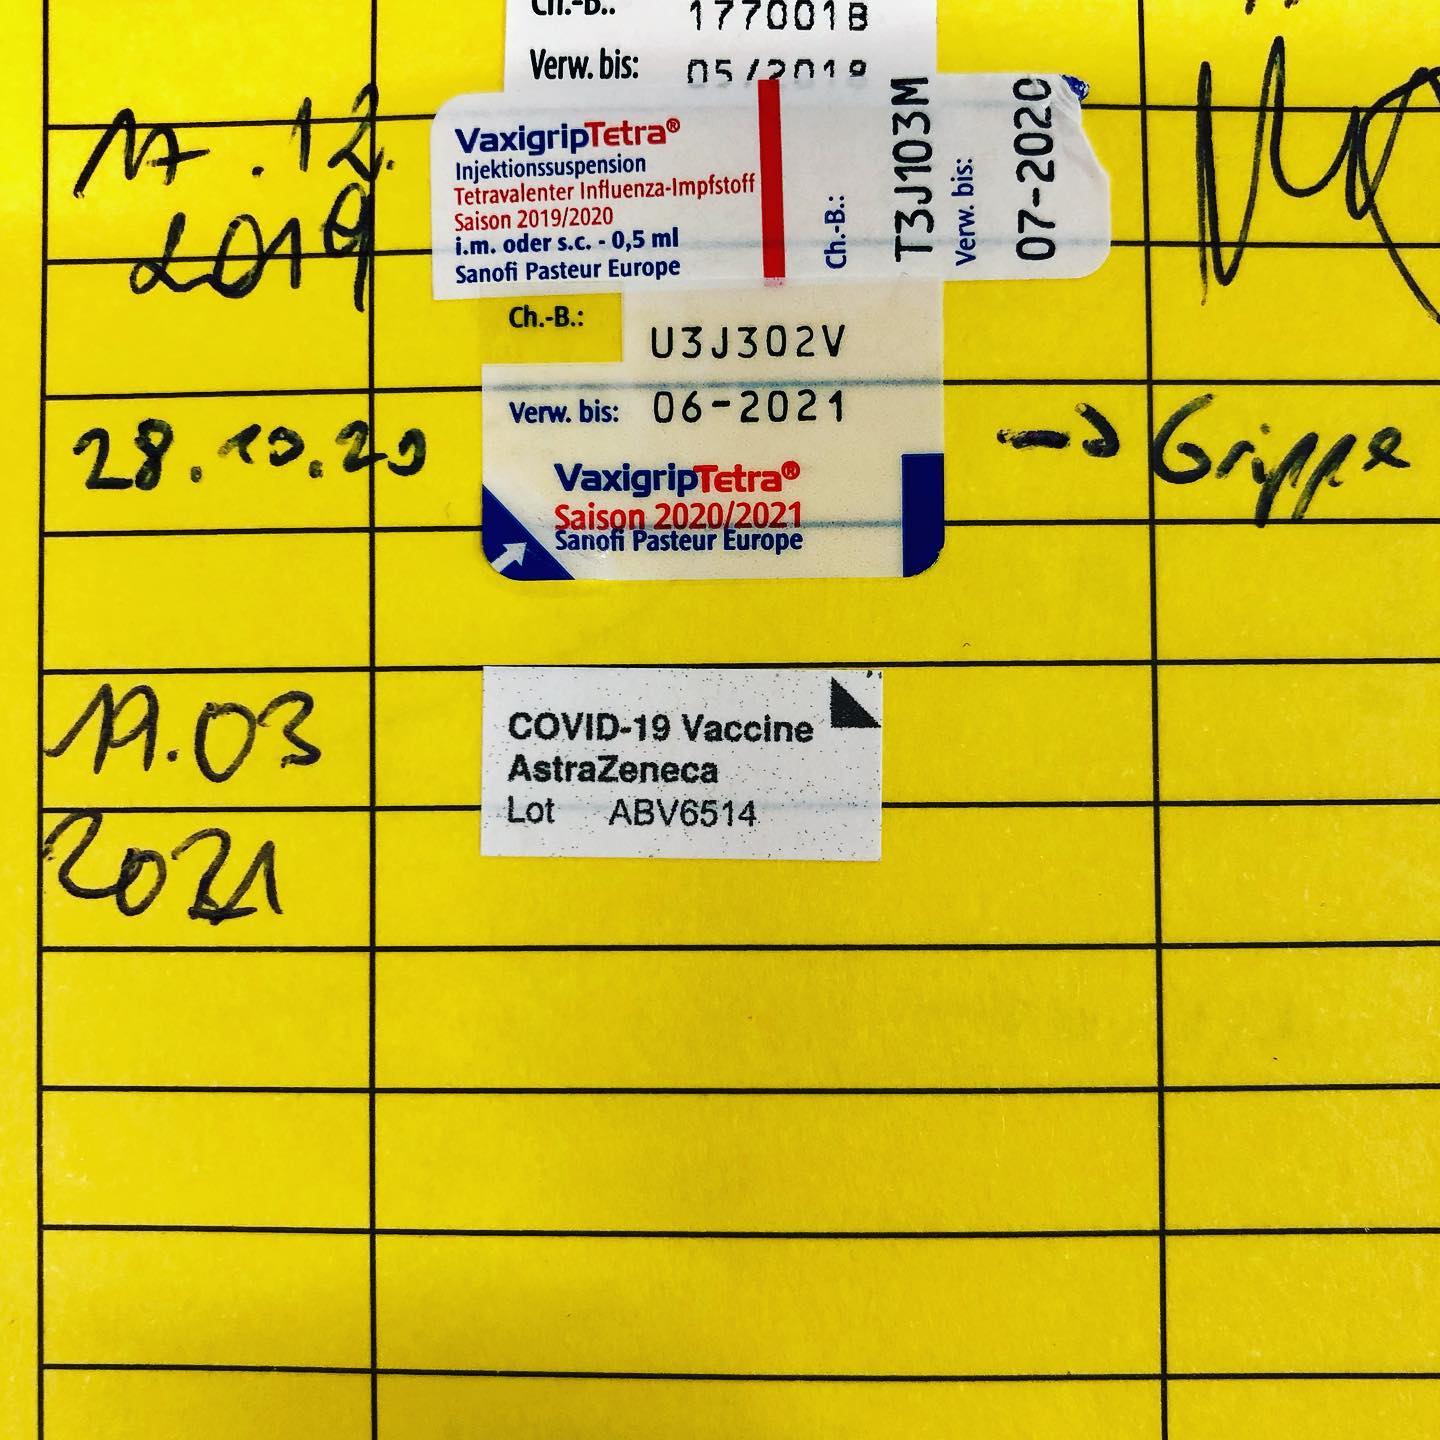 Ch.-B.: 177001B
Verw. bis: 05/2018
17.12.
2019
VaxigripTetra®
Injektionssuspension
Tetravalenter Influenza-Impfstoff
Saison 2019/2020
i.m. oder s.c. - 0,5 ml
Sanofi Pasteur Europe
Ch.-B.: T3J103M
Verw. bis: 07-2020
Ch.-B.: U3J302V
Verw. bis: 06-2021
28.10.20
→ Grippe
VaxigripTetra®
Saison 2020/2021
Sanofi Pasteur Europe
19.03
2021
COVID-19 Vaccine
AstraZeneca
Lot ABV6514